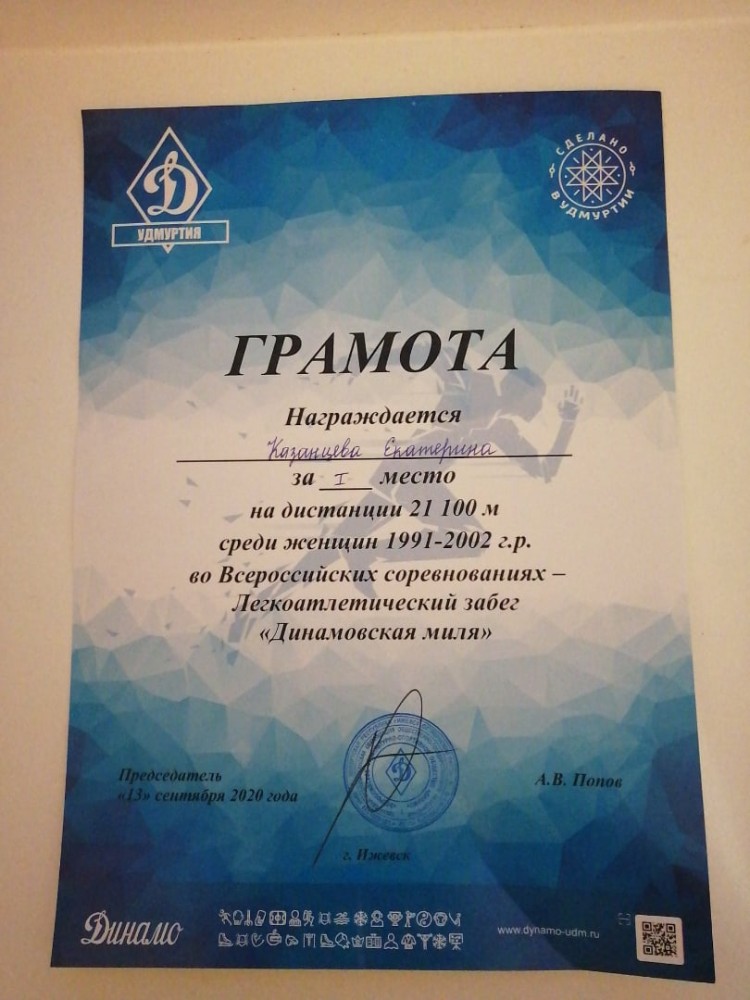 Д
УДМУРТИЯ
СДЕЛАНО
В УДМУРТИИ
ГРАМОТА
Награждается
Казанцева Екатерина
за I место
на дистанции 21 100 м
среди женщин 1991-2002 г.р.
во Всероссийских соревнованиях –
Легкоатлетический забег
«Динамовская миля»
Председатель
«13» сентября 2020 года
Д
А.В. Попов
г. Ижевск
Динамо
www.dynamo-udm.ru